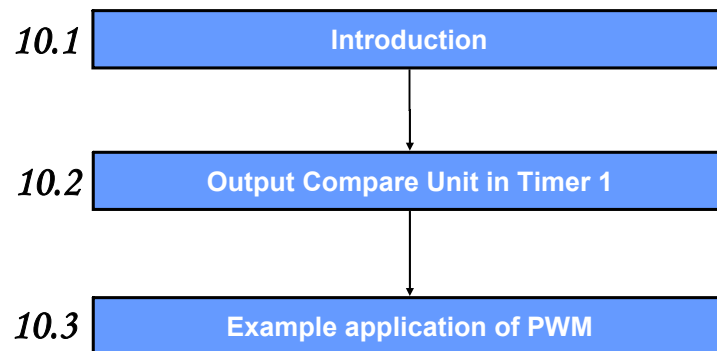 10.1 Introduction
10.2 Output Compare Unit in Timer 1
10.3 Example application of PWM